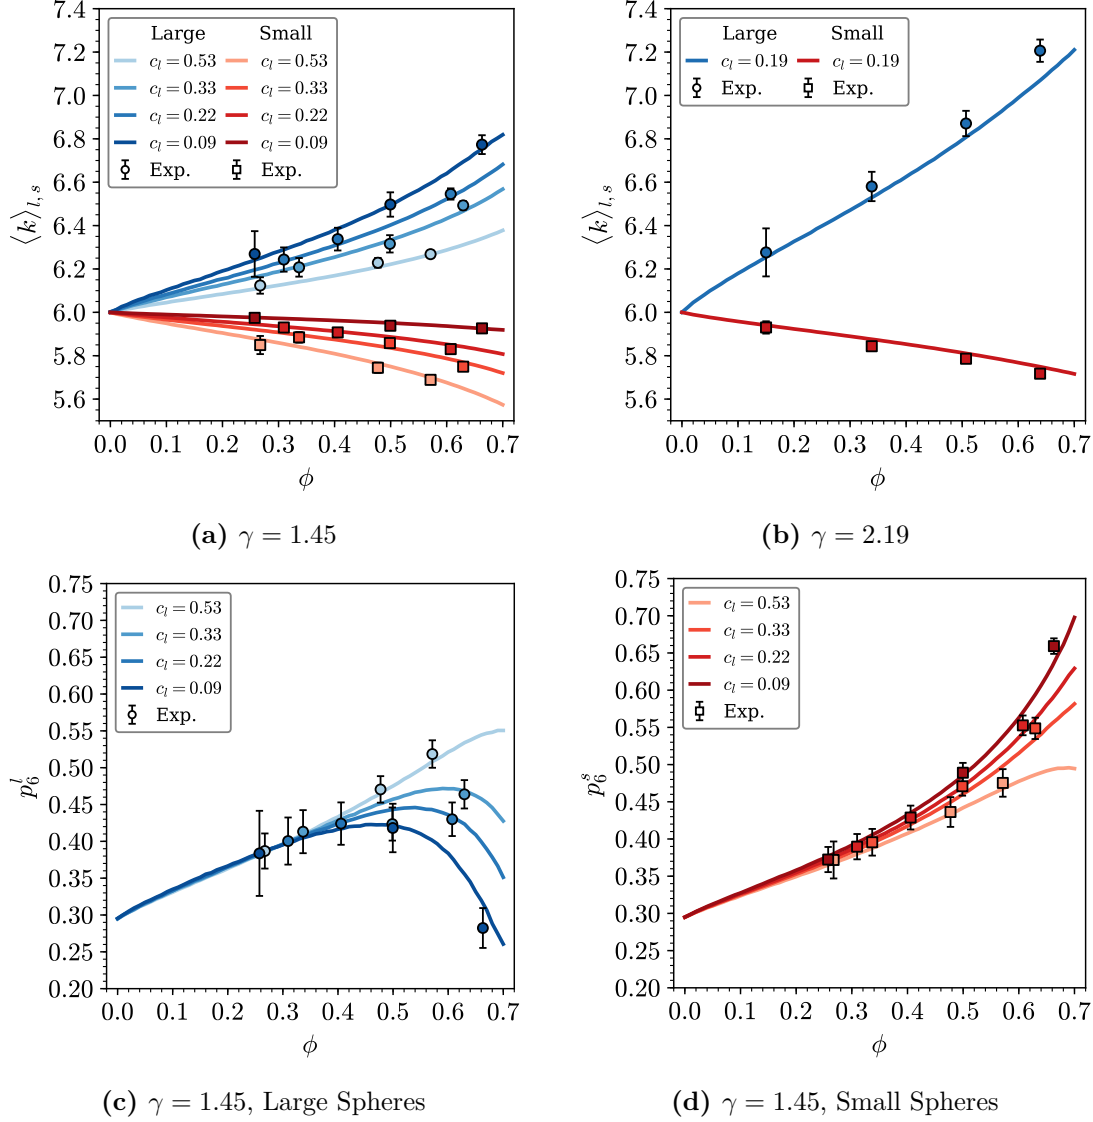 7.4
7.2
7.0
6.8
6.6
6.4
6.2
6.0
5.8
5.6
⟨k⟩l,s
Large Small
cl = 0.53 cl = 0.53
cl = 0.33 cl = 0.33
cl = 0.22 cl = 0.22
cl = 0.09 cl = 0.09
Exp. Exp.
0.0 0.1 0.2 0.3 0.4 0.5 0.6 0.7
ϕ
(a) γ = 1.45
7.4
7.2
7.0
6.8
6.6
6.4
6.2
6.0
5.8
5.6
⟨k⟩l,s
Large Small
cl = 0.19 cl = 0.19
Exp. Exp.
0.0 0.1 0.2 0.3 0.4 0.5 0.6 0.7
ϕ
(b) γ = 2.19
0.75
0.70
0.65
0.60
0.55
0.50
0.45
0.40
0.35
0.30
0.25
0.20
p6l
cl = 0.53
cl = 0.33
cl = 0.22
cl = 0.09
Exp.
0.0 0.1 0.2 0.3 0.4 0.5 0.6 0.7
ϕ
(c) γ = 1.45, Large Spheres
0.75
0.70
0.65
0.60
0.55
0.50
0.45
0.40
0.35
0.30
0.25
0.20
p6s
cl = 0.53
cl = 0.33
cl = 0.22
cl = 0.09
Exp.
0.0 0.1 0.2 0.3 0.4 0.5 0.6 0.7
ϕ
(d) γ = 1.45, Small Spheres